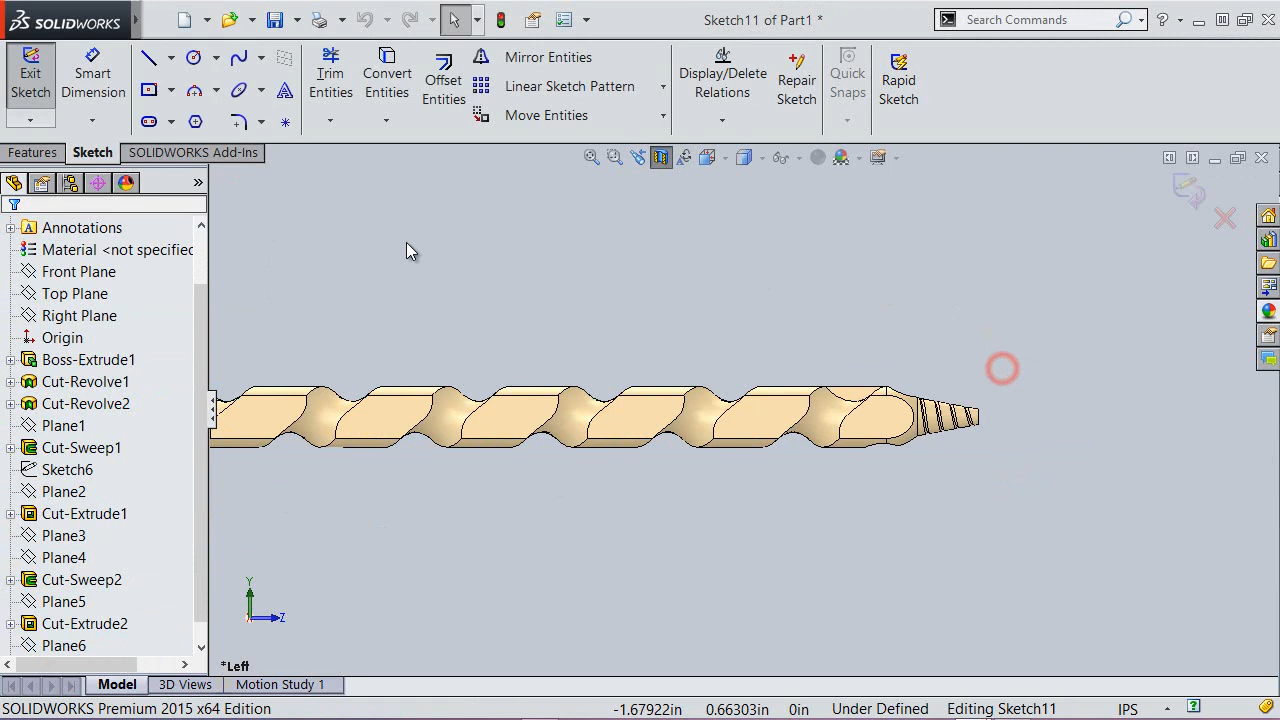 SOLIDWORKS
Sketch11 of Part1 *
Search Commands
Exit Sketch
Smart Dimension
Trim Entities
Convert Entities
Offset Entities
Mirror Entities
Linear Sketch Pattern
Move Entities
Display/Delete Relations
Repair Sketch
Quick Snaps
Rapid Sketch
Features
Sketch
SOLIDWORKS Add-Ins
Annotations
Material <not specified
Front Plane
Top Plane
Right Plane
Origin
Boss-Extrude1
Cut-Revolve1
Cut-Revolve2
Plane1
Cut-Sweep1
Sketch6
Plane2
Cut-Extrude1
Plane3
Plane4
Cut-Sweep2
Plane5
Cut-Extrude2
Plane6
Y
Z
*Left
Model
3D Views
Motion Study 1
SOLIDWORKS Premium 2015 x64 Edition
-1.67922in
0.66303in
0in
Under Defined
Editing Sketch11
IPS